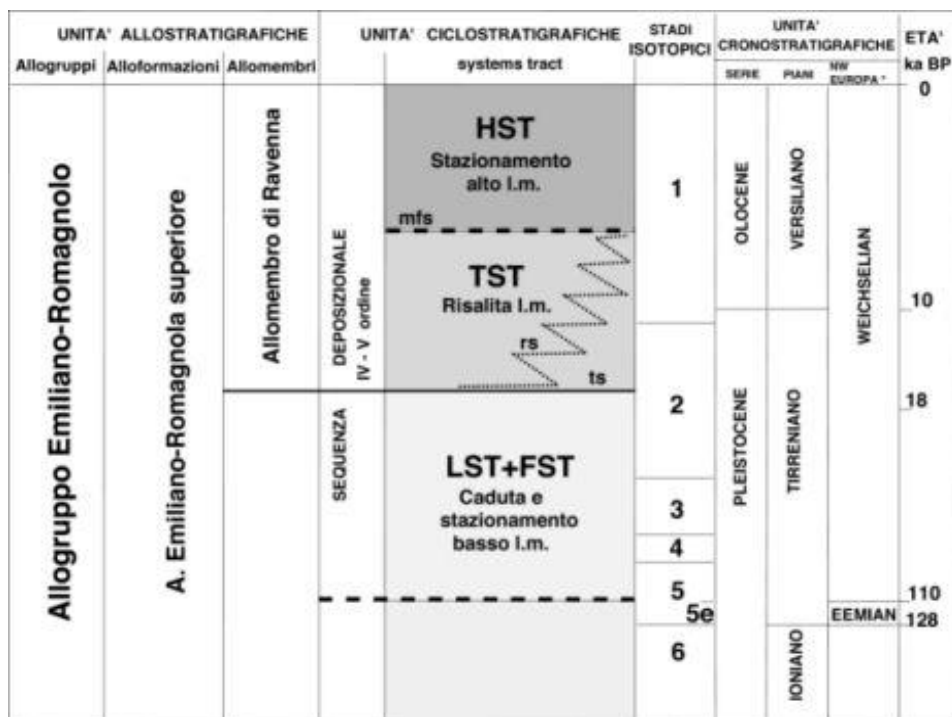 UNITA' ALLOSTRATIGRAFICHE
Allogruppi
Alloformazioni
Allomembri
UNITA' CICLOSTRATIGRAFICHE
systems tract
STADI
ISOTOPICI
UNITA'
CRONOSTRATIGRAFICHE
SERIE
PIANI
NW
EUROPA *
ETA'
ka BP
Allogruppo Emiliano-Romagnolo
A. Emiliano-Romagnola superiore
Allomembro di Ravenna
SEQUENZA DEPOSIZIONALE
IV - V ordine
HST
Stazionamento
alto l.m.
mfs
TST
Risalita l.m.
rs
ts
LST+FST
Caduta e
stazionamento
basso l.m.
1
2
3
4
5
5e
6
OLOCENE
PLEISTOCENE
VERSILIANO
TIRRENIANO
IONIANO
WEICHSELIAN
EEMIAN
0
10
18
110
128